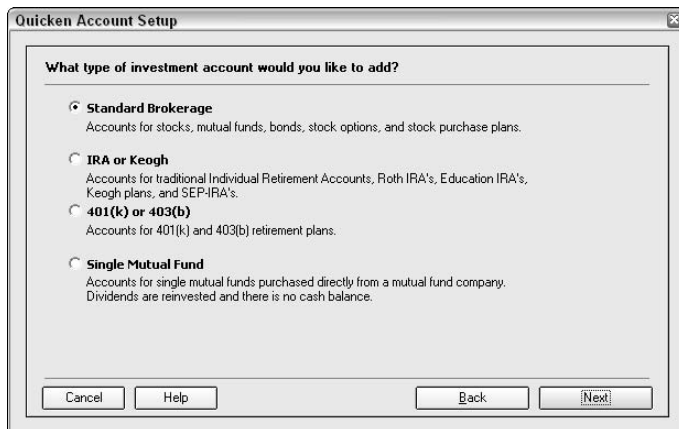 Quicken Account Setup
What type of investment account would you like to add?
Standard Brokerage
Accounts for stocks, mutual funds, bonds, stock options, and stock purchase plans.
IRA or Keogh
Accounts for traditional Individual Retirement Accounts, Roth IRA's, Education IRA's,
Keogh plans, and SEP-IRA's.
401(k) or 403(b)
Accounts for 401(k) and 403(b) retirement plans.
Single Mutual Fund
Accounts for single mutual funds purchased directly from a mutual fund company.
Dividends are reinvested and there is no cash balance.
Cancel Help Back Next